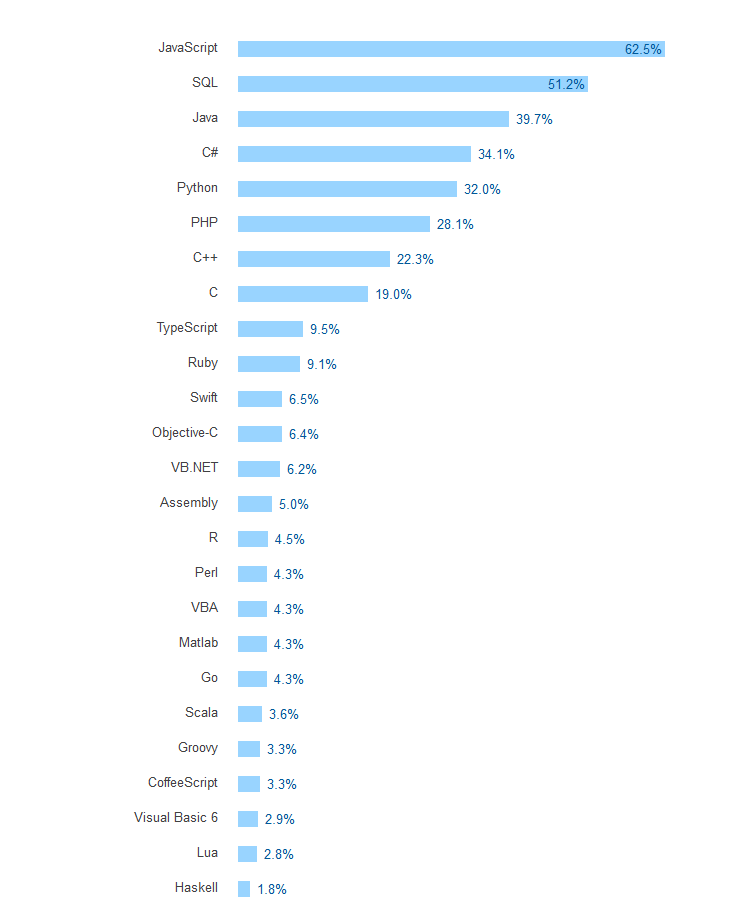 JavaScript 62.5%
SQL 51.2%
Java 39.7%
C# 34.1%
Python 32.0%
PHP 28.1%
C++ 22.3%
C 19.0%
TypeScript 9.5%
Ruby 9.1%
Swift 6.5%
Objective-C 6.4%
VB.NET 6.2%
Assembly 5.0%
R 4.5%
Perl 4.3%
VBA 4.3%
Matlab 4.3%
Go 4.3%
Scala 3.6%
Groovy 3.3%
CoffeeScript 3.3%
Visual Basic 6 2.9%
Lua 2.8%
Haskell 1.8%